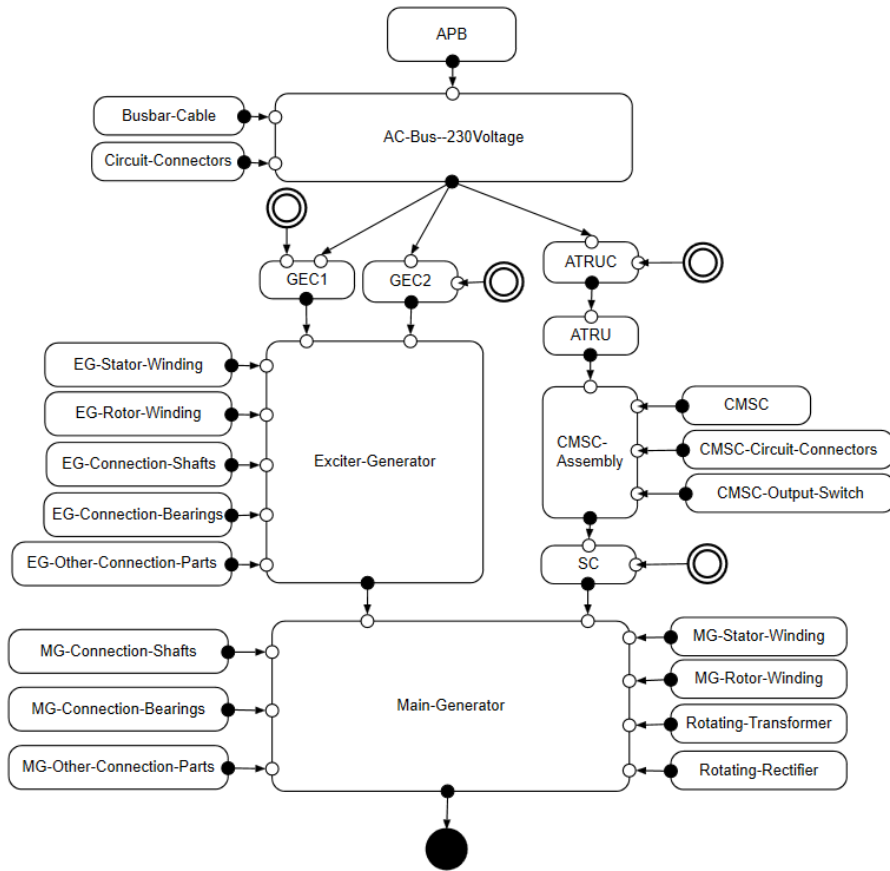 APB
Busbar-Cable
AC-Bus--230Voltage
Circuit-Connectors
GEC1
GEC2
ATRUC
ATRU
EG-Stator-Winding
EG-Rotor-Winding
EG-Connection-Shafts
EG-Connection-Bearings
EG-Other-Connection-Parts
Exciter-Generator
CMSC-
Assembly
CMSC
CMSC-Circuit-Connectors
CMSC-Output-Switch
SC
MG-Connection-Shafts
MG-Connection-Bearings
MG-Other-Connection-Parts
Main-Generator
MG-Stator-Winding
MG-Rotor-Winding
Rotating-Transformer
Rotating-Rectifier